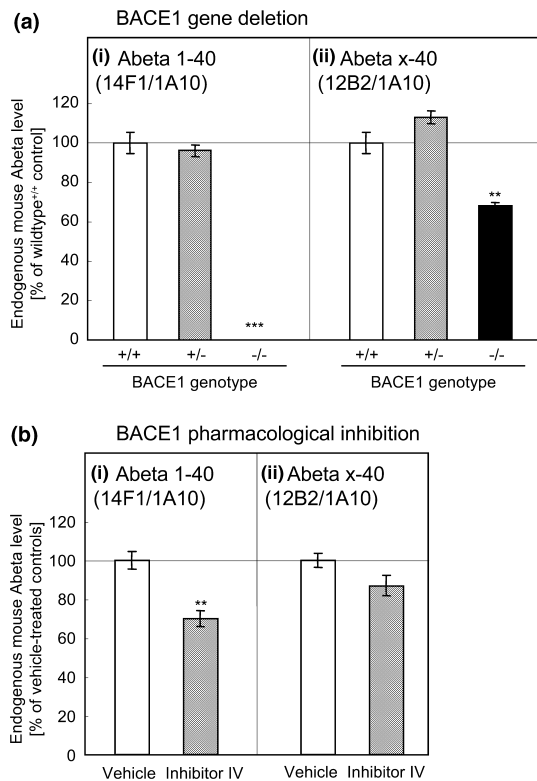 (a) BACE1 gene deletion
(i) Abeta 1-40
(14F1/1A10)
(ii) Abeta x-40
(12B2/1A10)
Endogenous mouse Abeta level
[% of wildtype+/+ control]
120
100
80
60
40
20
0
***
**
+/+ +/- -/-
+/+ +/- -/-
BACE1 genotype
BACE1 genotype
(b)
BACE1 pharmacological inhibition
(i) Abeta 1-40
(14F1/1A10)
(ii) Abeta x-40
(12B2/1A10)
Endogenous mouse Abeta level
[% of vehicle-treated controls]
120
100
80
60
40
20
0
**
Vehicle Inhibitor IV
Vehicle Inhibitor IV